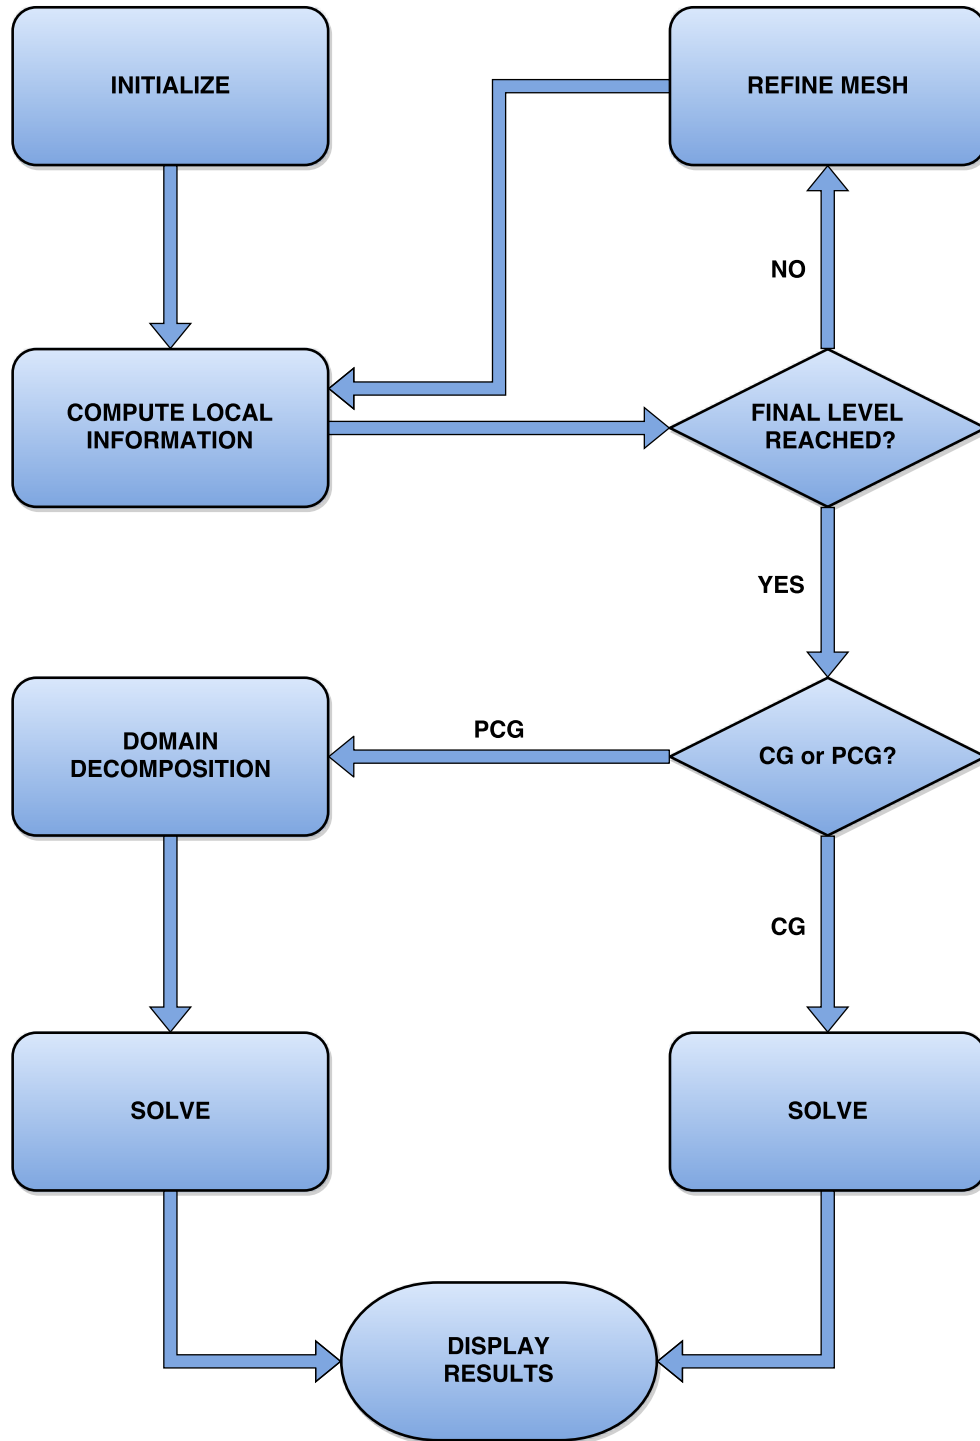 INITIALIZE
REFINE MESH
NO
COMPUTE LOCAL
INFORMATION
FINAL LEVEL
REACHED?
YES
DOMAIN
DECOMPOSITION
PCG
CG or PCG?
CG
SOLVE
SOLVE
DISPLAY
RESULTS